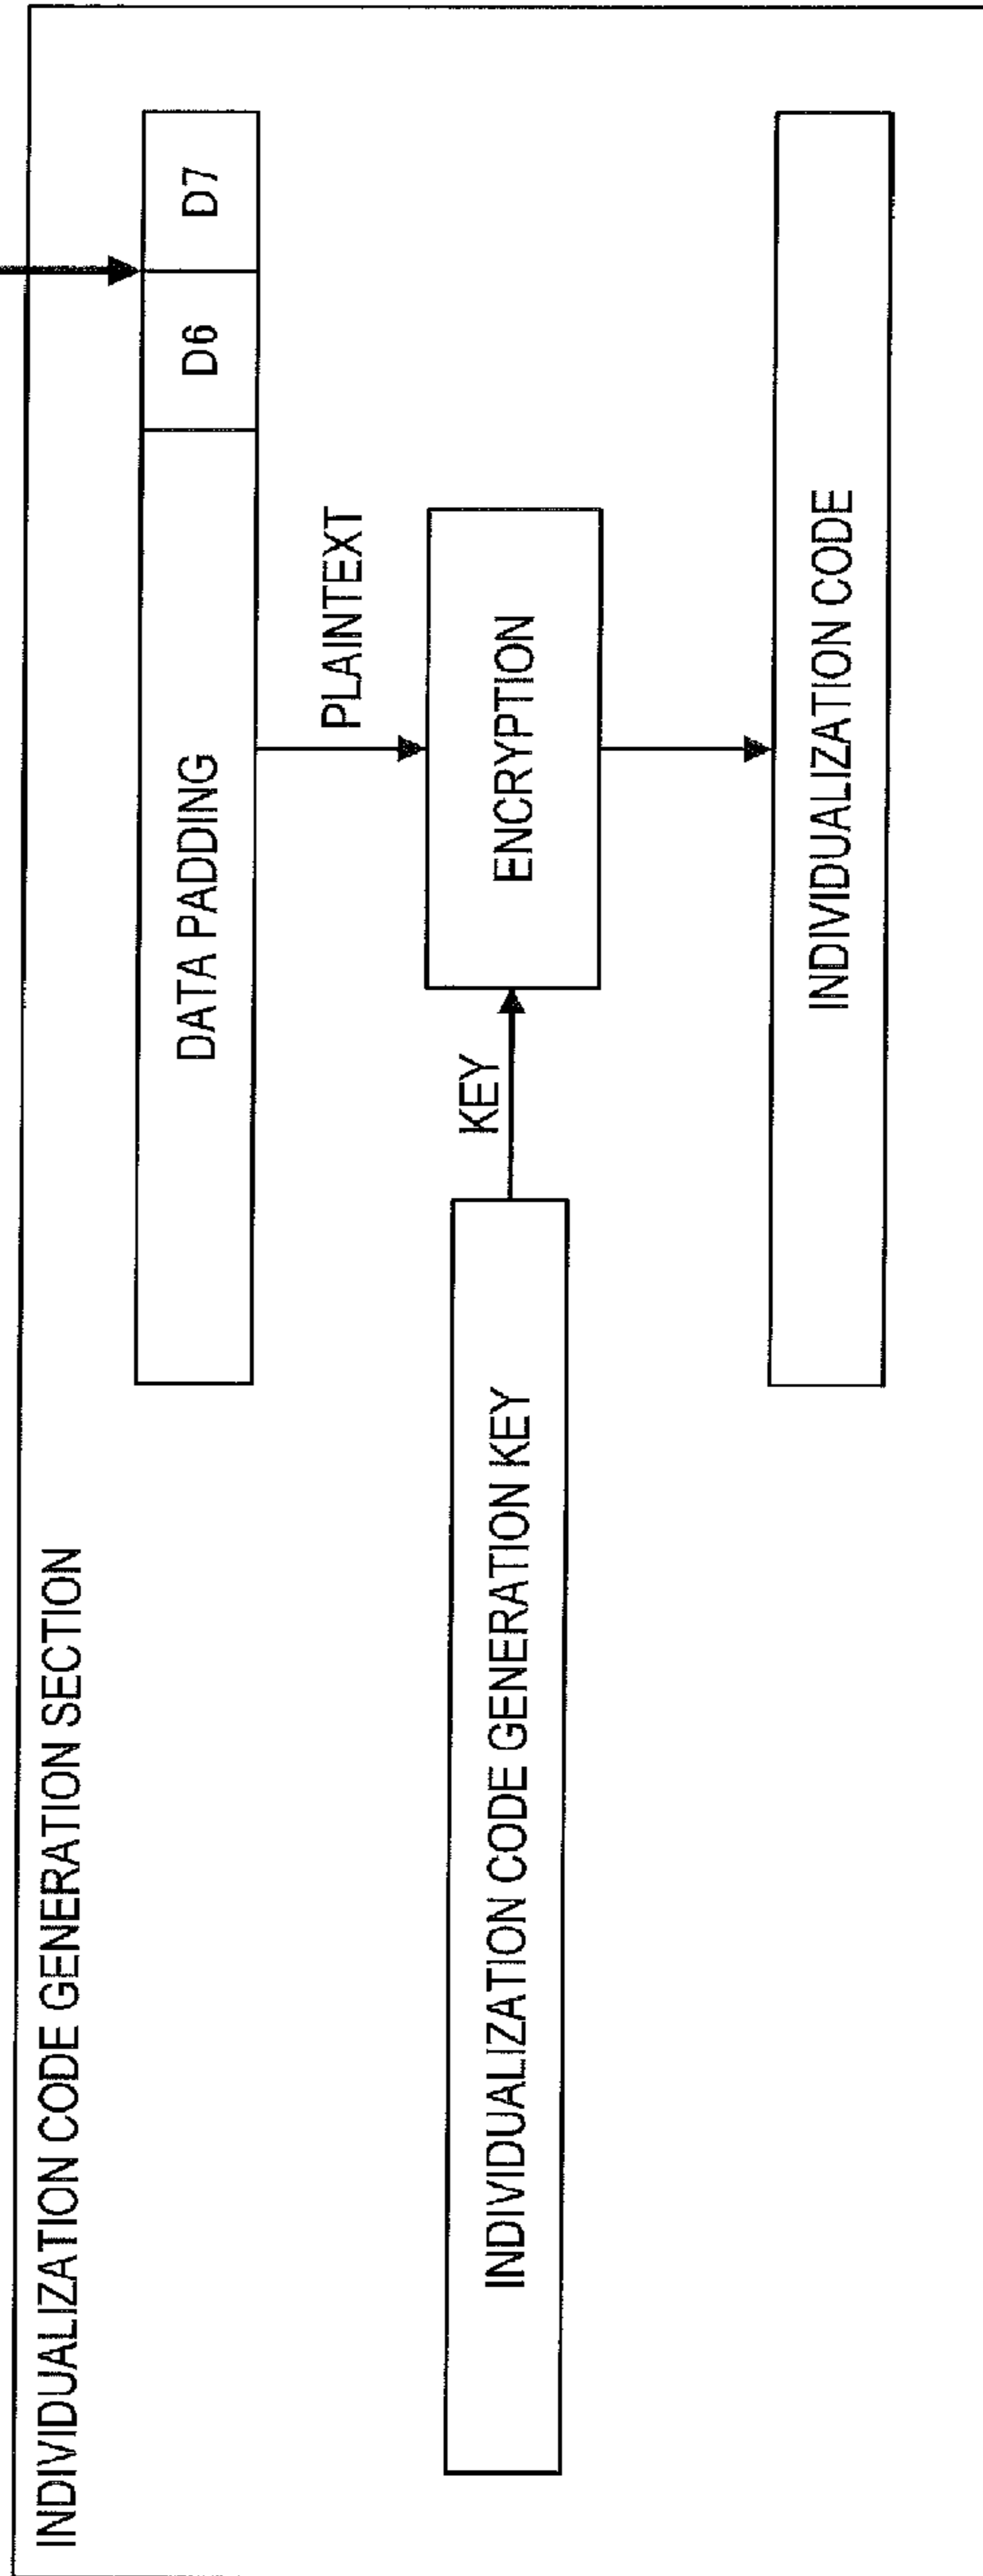 INDIVIDUALIZATION CODE GENERATION SECTION
DATA PADDING
D6
D7
PLAINTEXT
KEY
ENCRYPTION
INDIVIDUALIZATION CODE GENERATION KEY
INDIVIDUALIZATION CODE